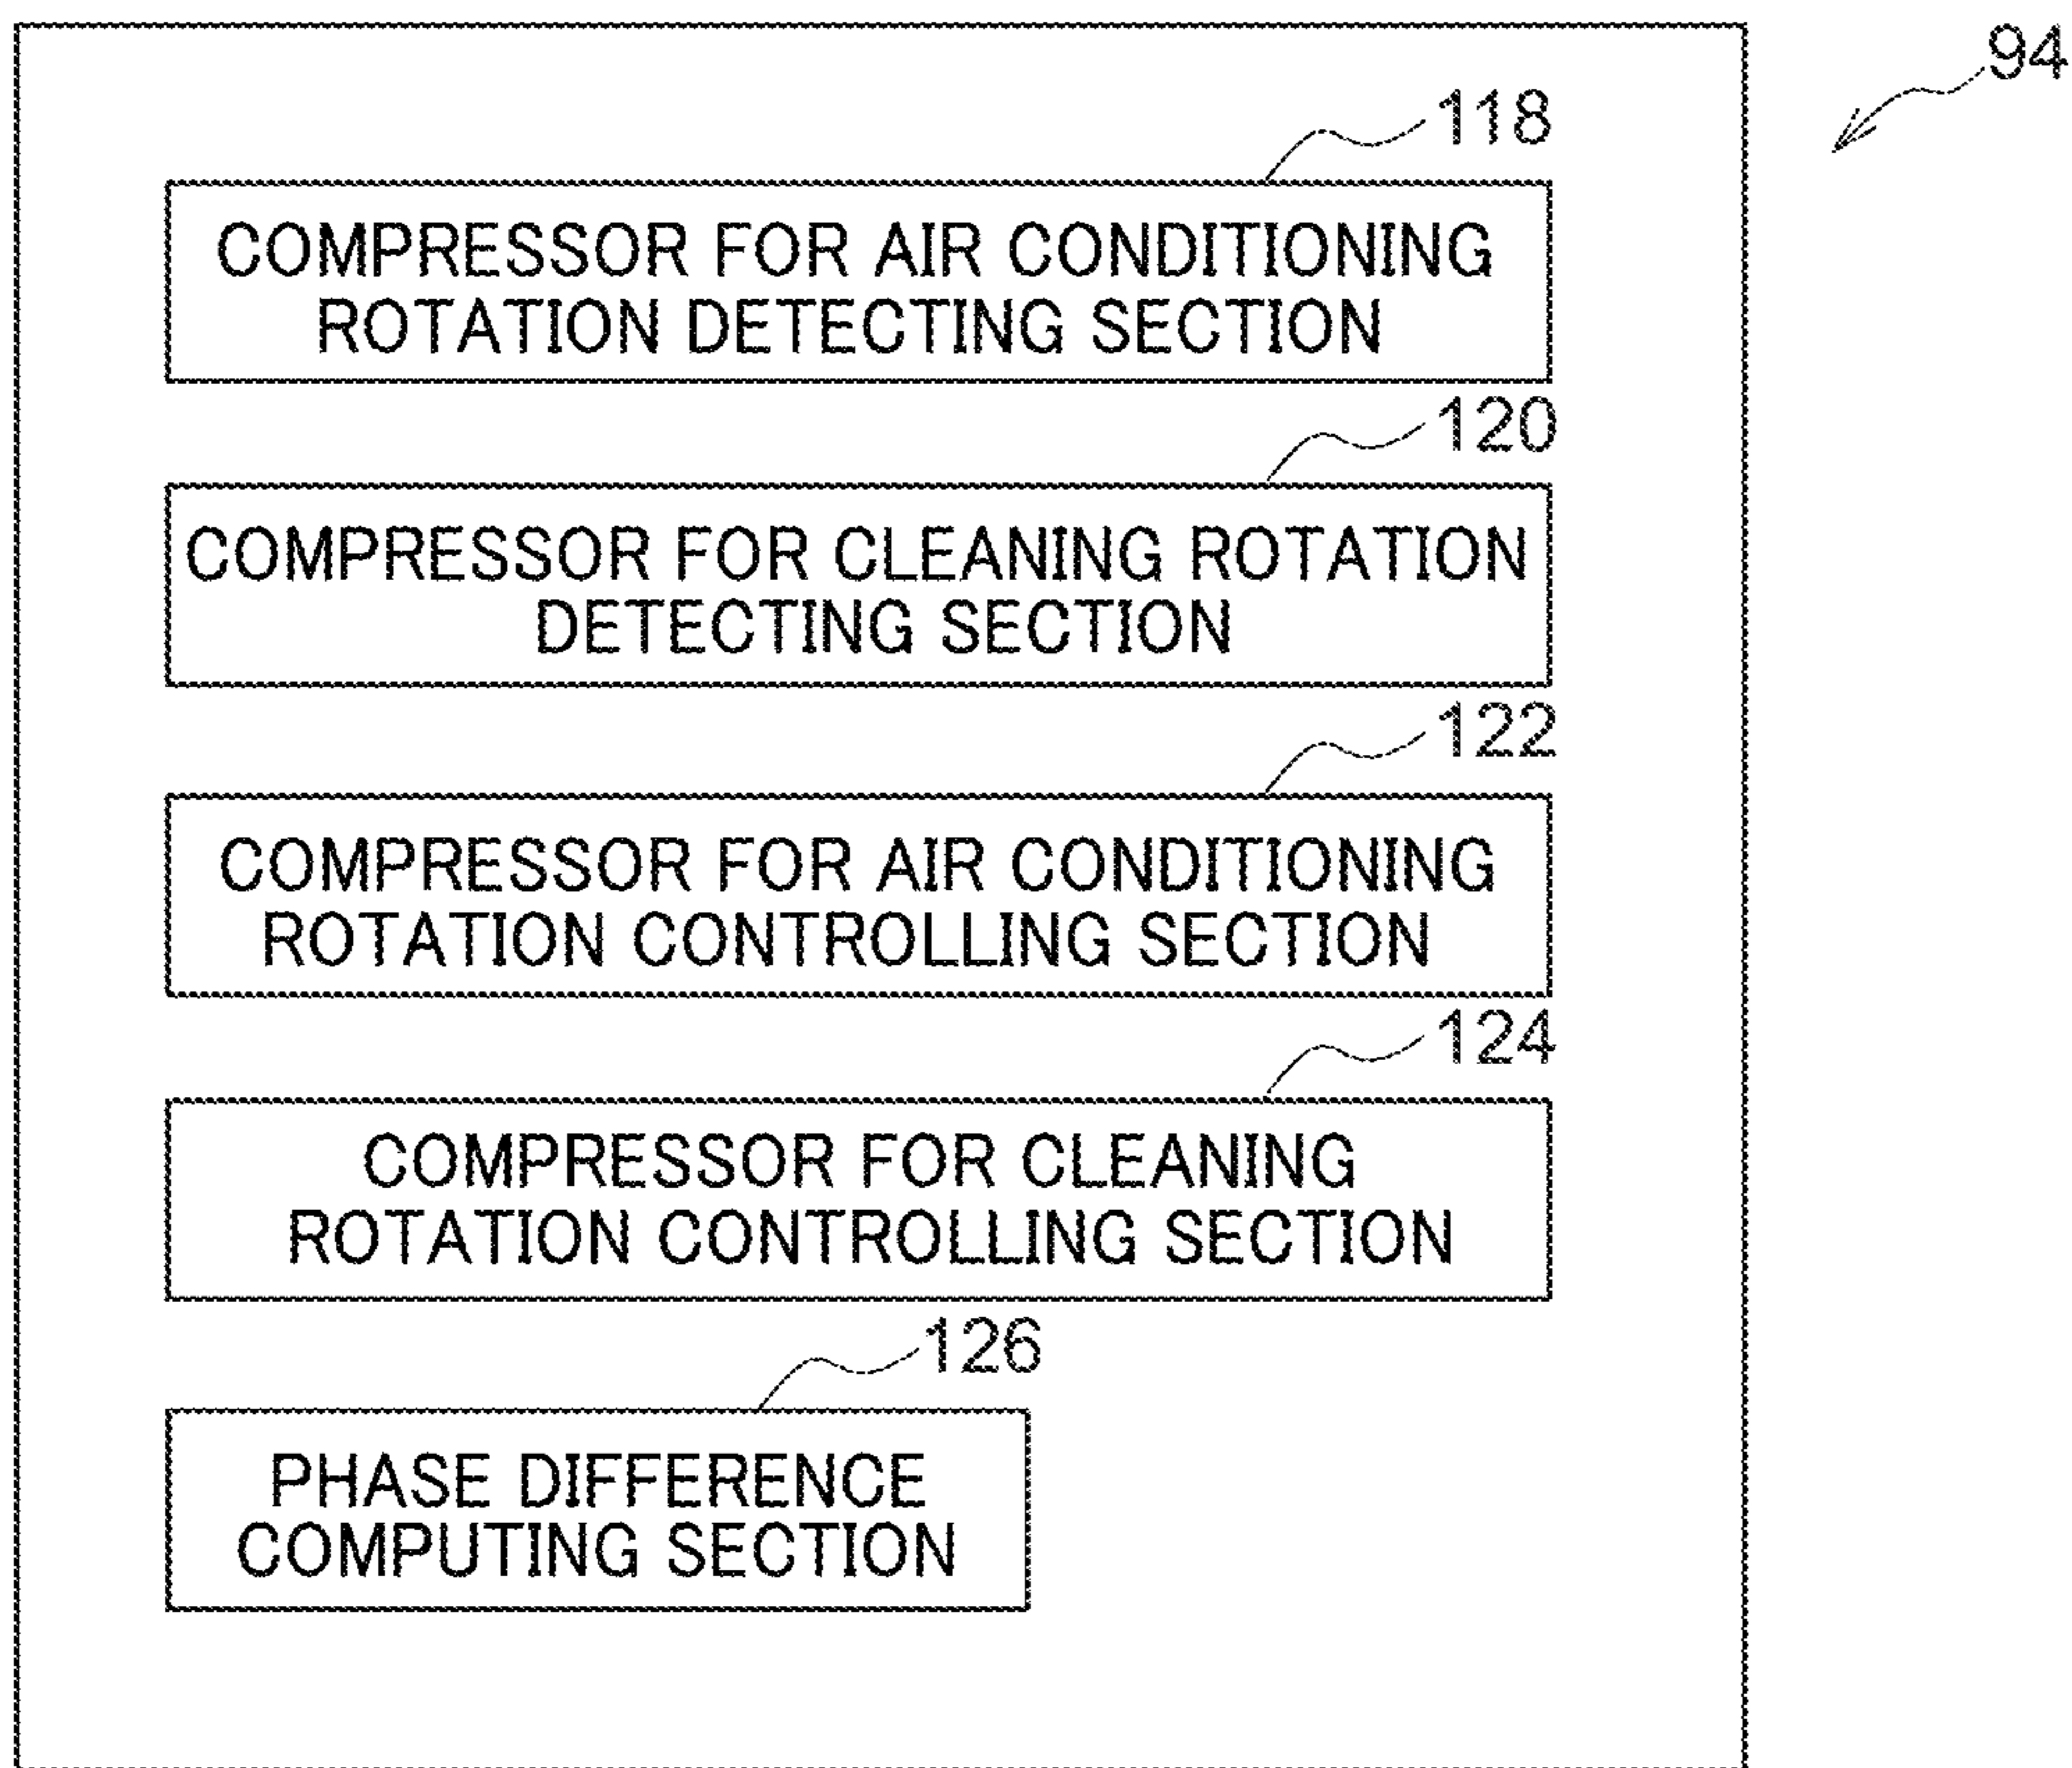 94
118
COMPRESSOR FOR AIR CONDITIONING
ROTATION DETECTING SECTION
120
COMPRESSOR FOR CLEANING ROTATION
DETECTING SECTION
122
COMPRESSOR FOR AIR CONDITIONING
ROTATION CONTROLLING SECTION
124
COMPRESSOR FOR CLEANING
ROTATION CONTROLLING SECTION
126
PHASE DIFFERENCE
COMPUTING SECTION